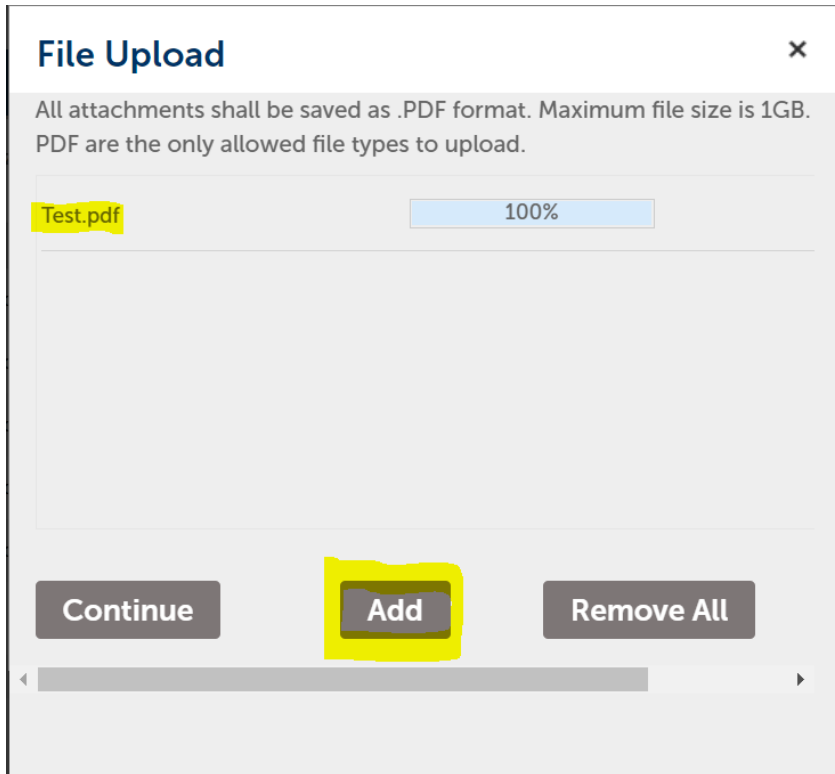 File Upload ×
All attachments shall be saved as .PDF format. Maximum file size is 1GB.
PDF are the only allowed file types to upload.
Test.pdf 100%
Continue Add Remove All